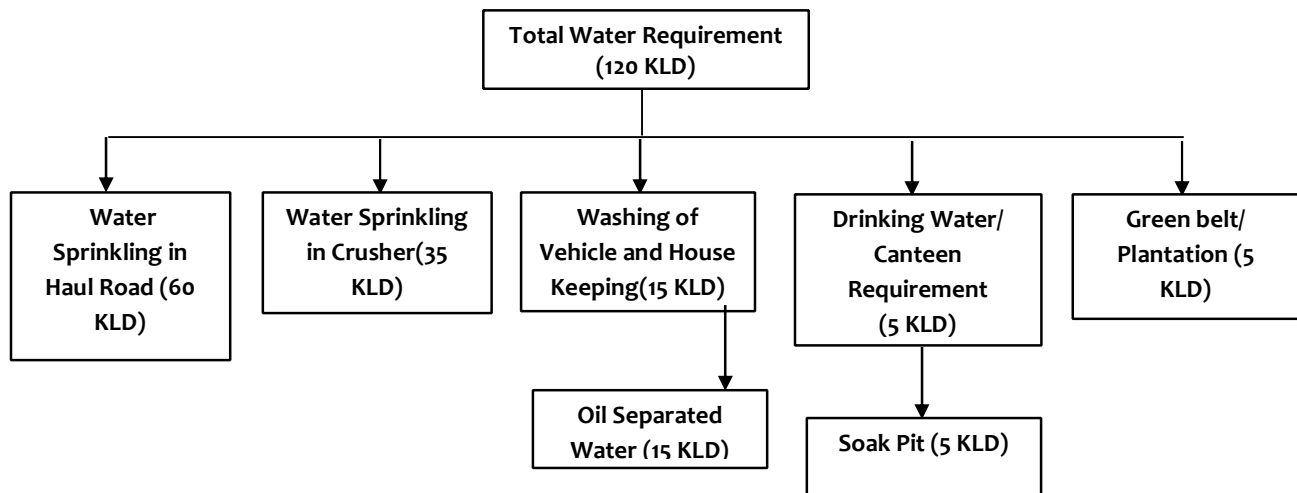 Total Water Requirement
(120 KLD)
Water
Sprinkling in
Haul Road (60
KLD)
Water Sprinkling
in Crusher(35
KLD)
Washing of
Vehicle and House
Keeping(15 KLD)
Drinking Water/
Canteen
Requirement
(5 KLD)
Green belt/
Plantation (5
KLD)
Oil Separated
Water (15 KLD)
Soak Pit (5 KLD)